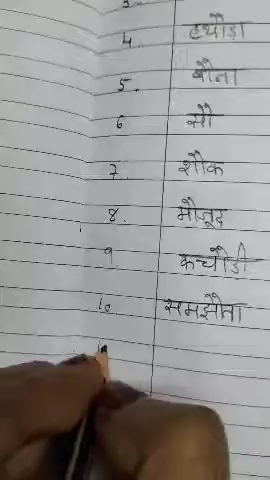 4. हथौड़ा
5. बौना
6 सौ
7. शौक
8. मौजूद
9 कचौड़ी
10 समझौता